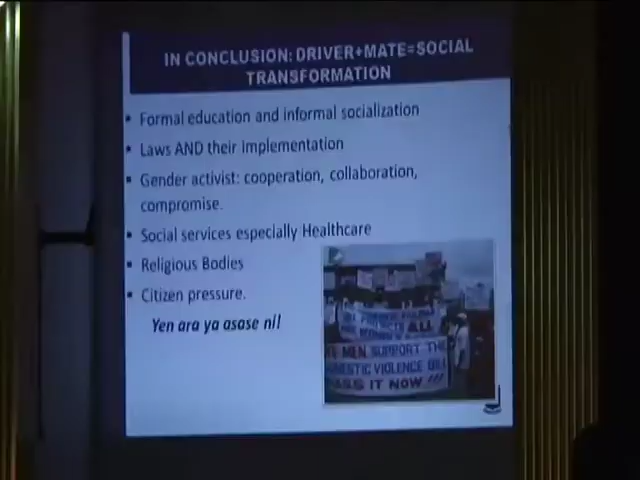 IN CONCLUSION: DRIVER+MATE=SOCIAL
TRANSFORMATION
• Formal education and informal socialization
• Laws AND their Implementation
• Gender activist: cooperation, collaboration,
compromise.
• Social services especially Healthcare
• Religious Bodies
• Citizen pressure.
Yen ara ya asase nil
ALL
MEN SUPPORT THE
VIOLENCE BILL
PASS IT NOW !!!